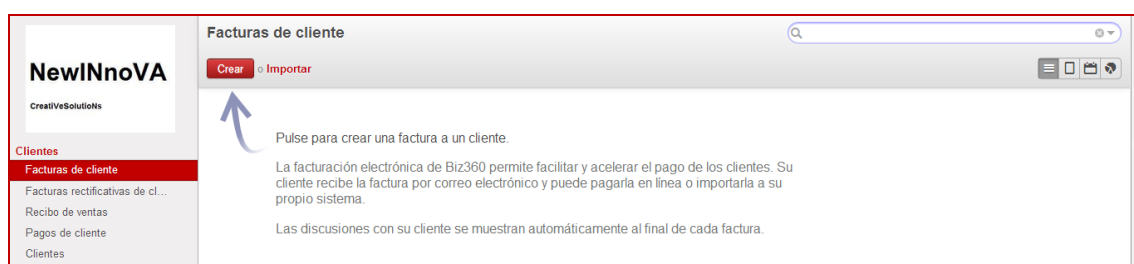 NewINnoVA
CreatiVeSolutioNs
Clientes
Facturas de cliente
Facturas rectificativas de cl...
Recibo de ventas
Pagos de cliente
Clientes
Facturas de cliente
Crear o Importar
Pulse para crear una factura a un cliente.
La facturación electrónica de Biz360 permite facilitar y acelerar el pago de los clientes. Su
cliente recibe la factura por correo electrónico y puede pagarla en línea o importarla a su
propio sistema.
Las discusiones con su cliente se muestran automáticamente al final de cada factura.